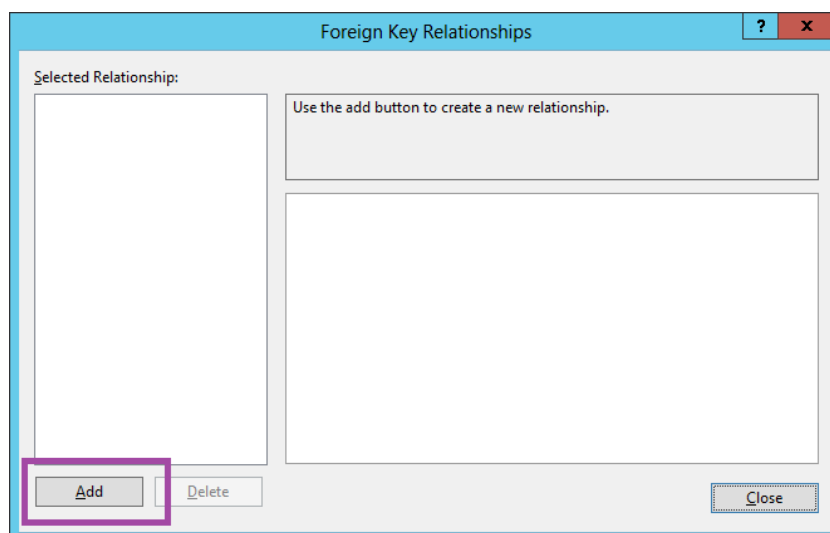 Foreign Key Relationships
? x
Selected Relationship:
Use the add button to create a new relationship.
Add
Delete
Close